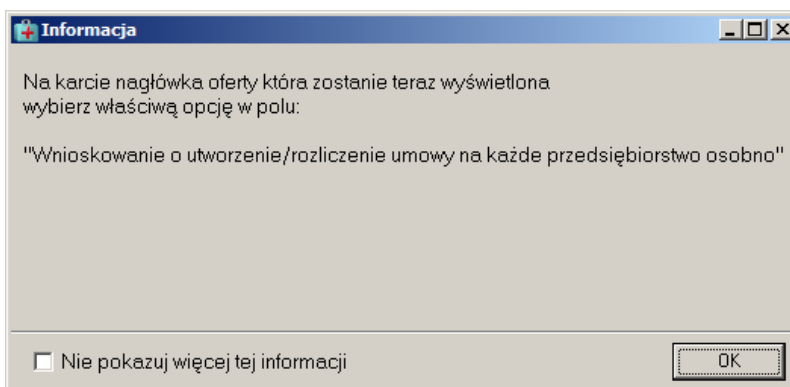 Informacja
Na karcie nagłówka oferty która zostanie teraz wyświetlona
wybierz właściwą opcję w polu:
"Wnioskowanie o utworzenie/rozliczenie umowy na każde przedsiębiorstwo osobno"
Nie pokazuj więcej tej informacji
OK